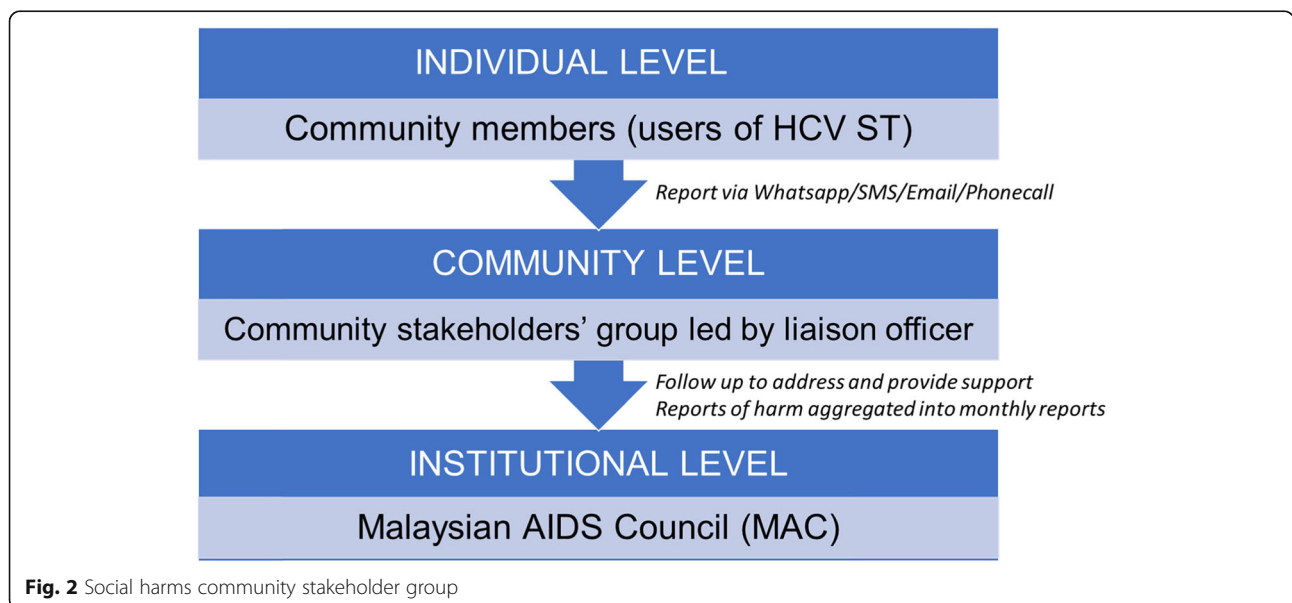 INDIVIDUAL LEVEL
Community members (users of HCV ST)
Report via Whatsapp/SMS/Email/Phonecall
COMMUNITY LEVEL
Community stakeholders’ group led by liaison officer
Follow up to address and provide support
Reports of harm aggregated into monthly reports
INSTITUTIONAL LEVEL
Malaysian AIDS Council (MAC)
Fig. 2 Social harms community stakeholder group